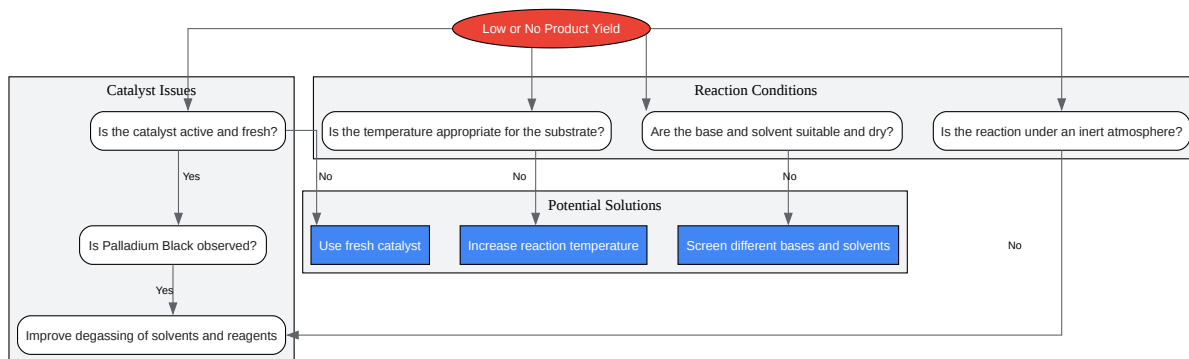 Low or No Product Yield
Catalyst Issues
Reaction Conditions
Is the catalyst active and fresh?
Is the temperature appropriate for the substrate?
Are the base and solvent suitable and dry?
Is the reaction under an inert atmosphere?
Yes
No
No
No
Potential Solutions
Is Palladium Black observed?
Use fresh catalyst
Increase reaction temperature
Screen different bases and solvents
No
Yes
Improve degassing of solvents and reagents